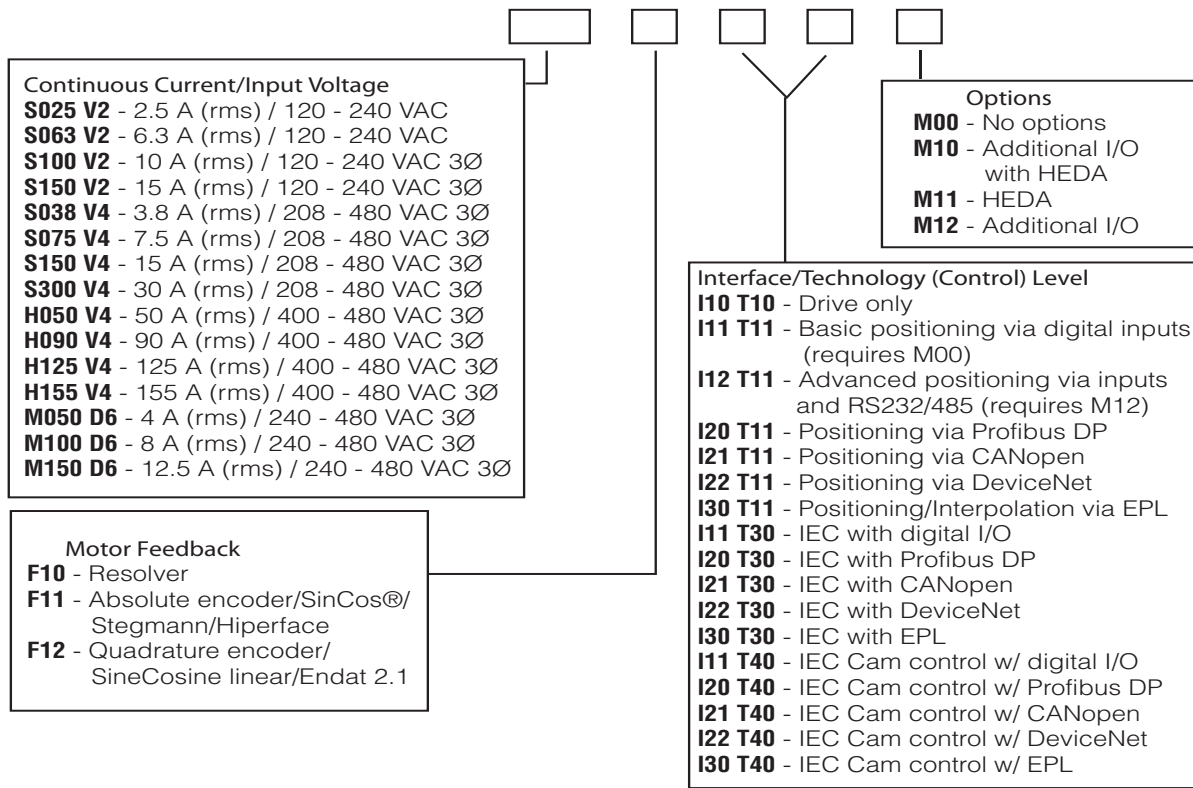 Continuous Current/Input Voltage
S025 V2 - 2.5 A (rms) / 120 - 240 VAC
S063 V2 - 6.3 A (rms) / 120 - 240 VAC
S100 V2 - 10 A (rms) / 120 - 240 VAC 3Ø
S150 V2 - 15 A (rms) / 120 - 240 VAC 3Ø
S038 V4 - 3.8 A (rms) / 208 - 480 VAC 3Ø
S075 V4 - 7.5 A (rms) / 208 - 480 VAC 3Ø
S150 V4 - 15 A (rms) / 208 - 480 VAC 3Ø
S300 V4 - 30 A (rms) / 208 - 480 VAC 3Ø
H050 V4 - 50 A (rms) / 400 - 480 VAC 3Ø
H090 V4 - 90 A (rms) / 400 - 480 VAC 3Ø
H125 V4 - 125 A (rms) / 400 - 480 VAC 3Ø
H155 V4 - 155 A (rms) / 400 - 480 VAC 3Ø
M050 D6 - 4 A (rms) / 240 - 480 VAC 3Ø
M100 D6 - 8 A (rms) / 240 - 480 VAC 3Ø
M150 D6 - 12.5 A (rms) / 240 - 480 VAC 3Ø
Motor Feedback
F10 - Resolver
F11 - Absolute encoder/SinCos®/
Stegmann/Hiperface
F12 - Quadrature encoder/
SineCosine linear/Endat 2.1
Options
M00 - No options
M10 - Additional I/O
with HEDA
M11 - HEDA
M12 - Additional I/O
Interface/Technology (Control) Level
I10 T10 - Drive only
I11 T11 - Basic positioning via digital inputs
(requires M00)
I12 T11 - Advanced positioning via inputs
and RS232/485 (requires M12)
I20 T11 - Positioning via Profibus DP
I21 T11 - Positioning via CANopen
I22 T11 - Positioning via DeviceNet
I30 T11 - Positioning/Interpolation via EPL
I11 T30 - IEC with digital I/O
I20 T30 - IEC with Profibus DP
I21 T30 - IEC with CANopen
I22 T30 - IEC with DeviceNet
I30 T30 - IEC with EPL
I11 T40 - IEC Cam control w/ digital I/O
I20 T40 - IEC Cam control w/ Profibus DP
I21 T40 - IEC Cam control w/ CANopen
I22 T40 - IEC Cam control w/ DeviceNet
I30 T40 - IEC Cam control w/ EPL